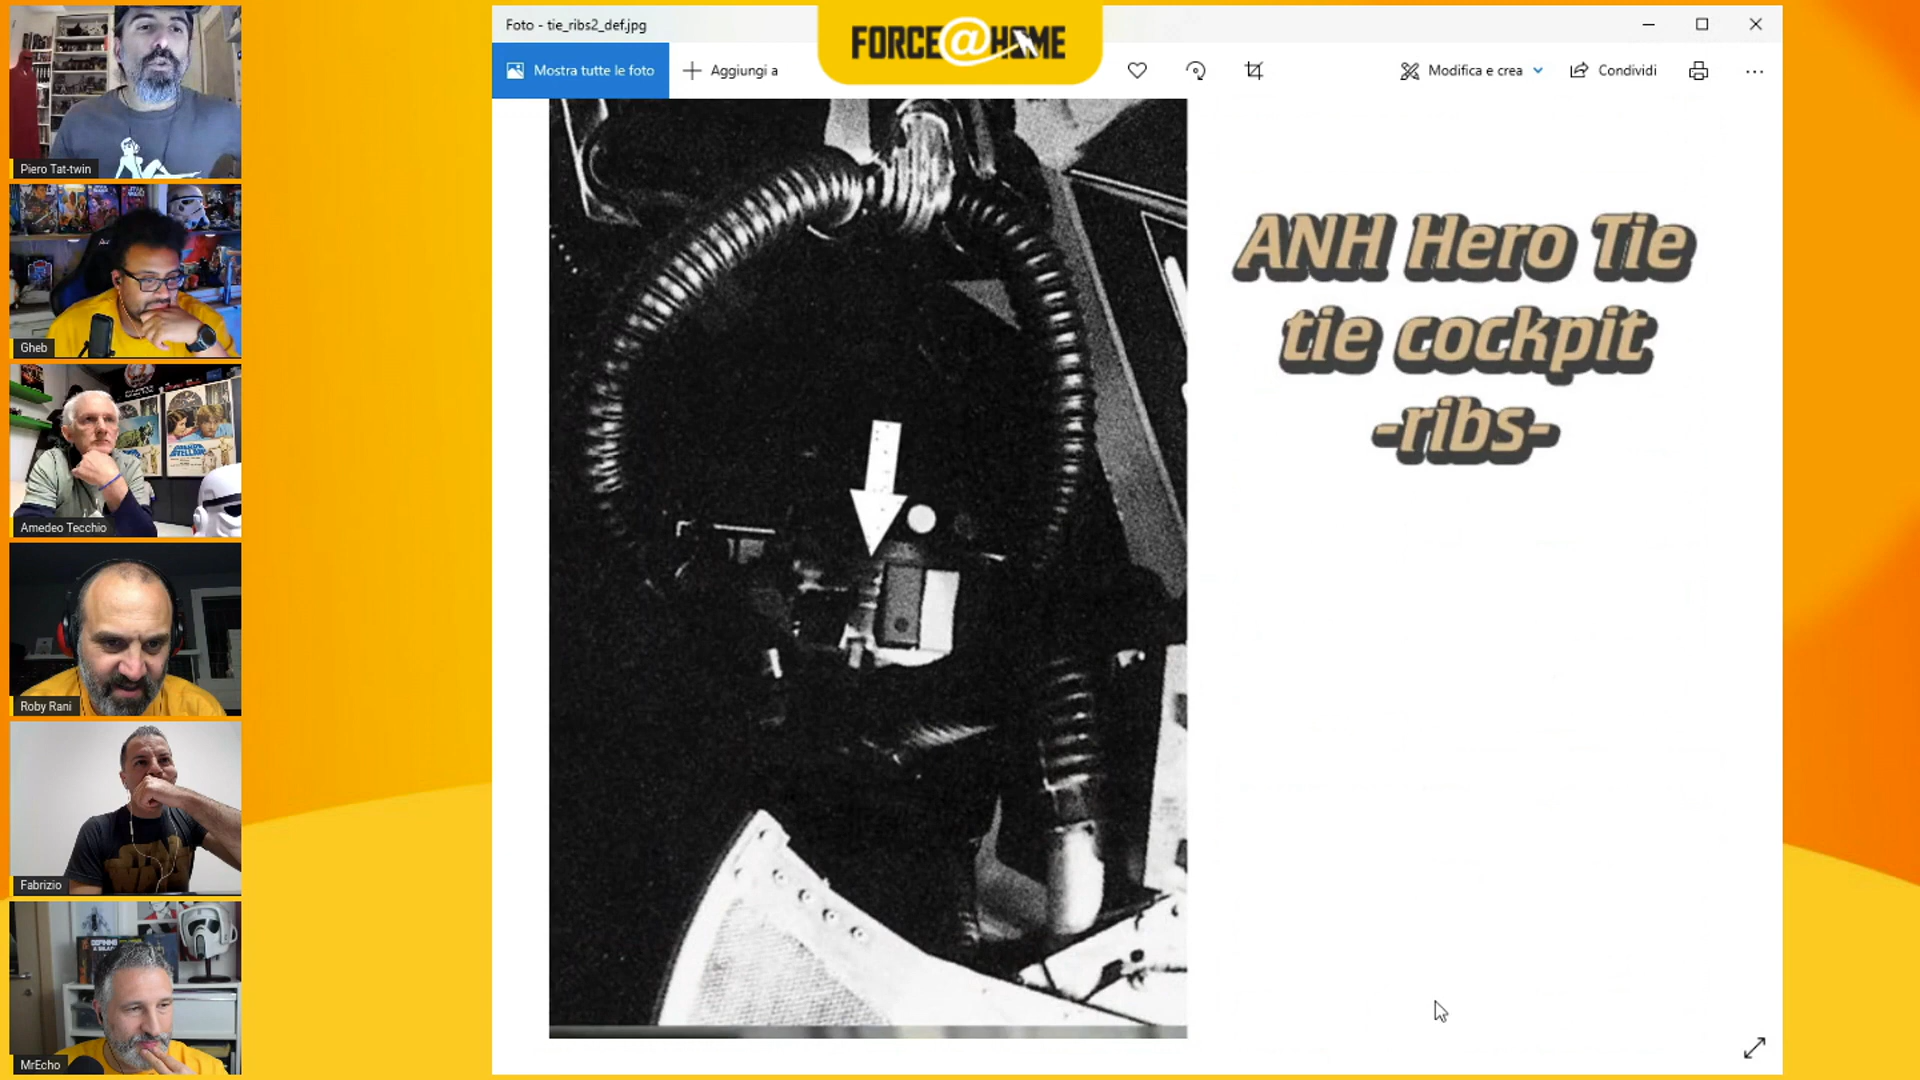 Foto - tie_ribs2_def.jpg
FORCE@HOME
Mostra tutte le foto
Aggiungi a
Modifica e crea
Condividi
ANH Hero Tie
tie cockpit
-ribs-
Piero Tat-twin
Gheb
Amedeo Tecchio
Roby Rani
Fabrizio
MrEcho